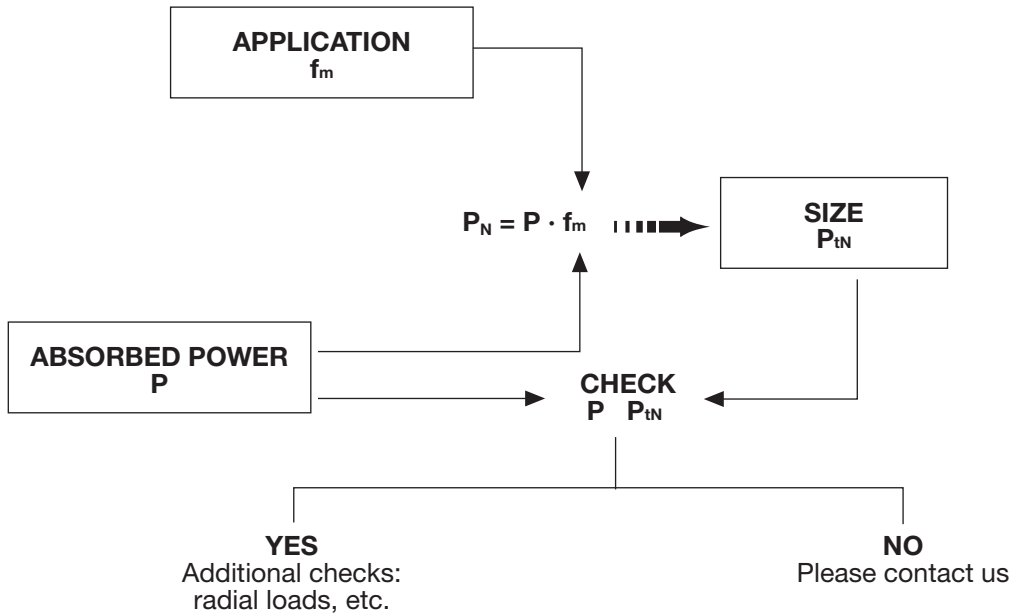 APPLICATION
fm
PN = P · fm
SIZE
PtN
ABSORBED POWER
P
CHECK
P PtN
YES
Additional checks:
radial loads, etc.
NO
Please contact us